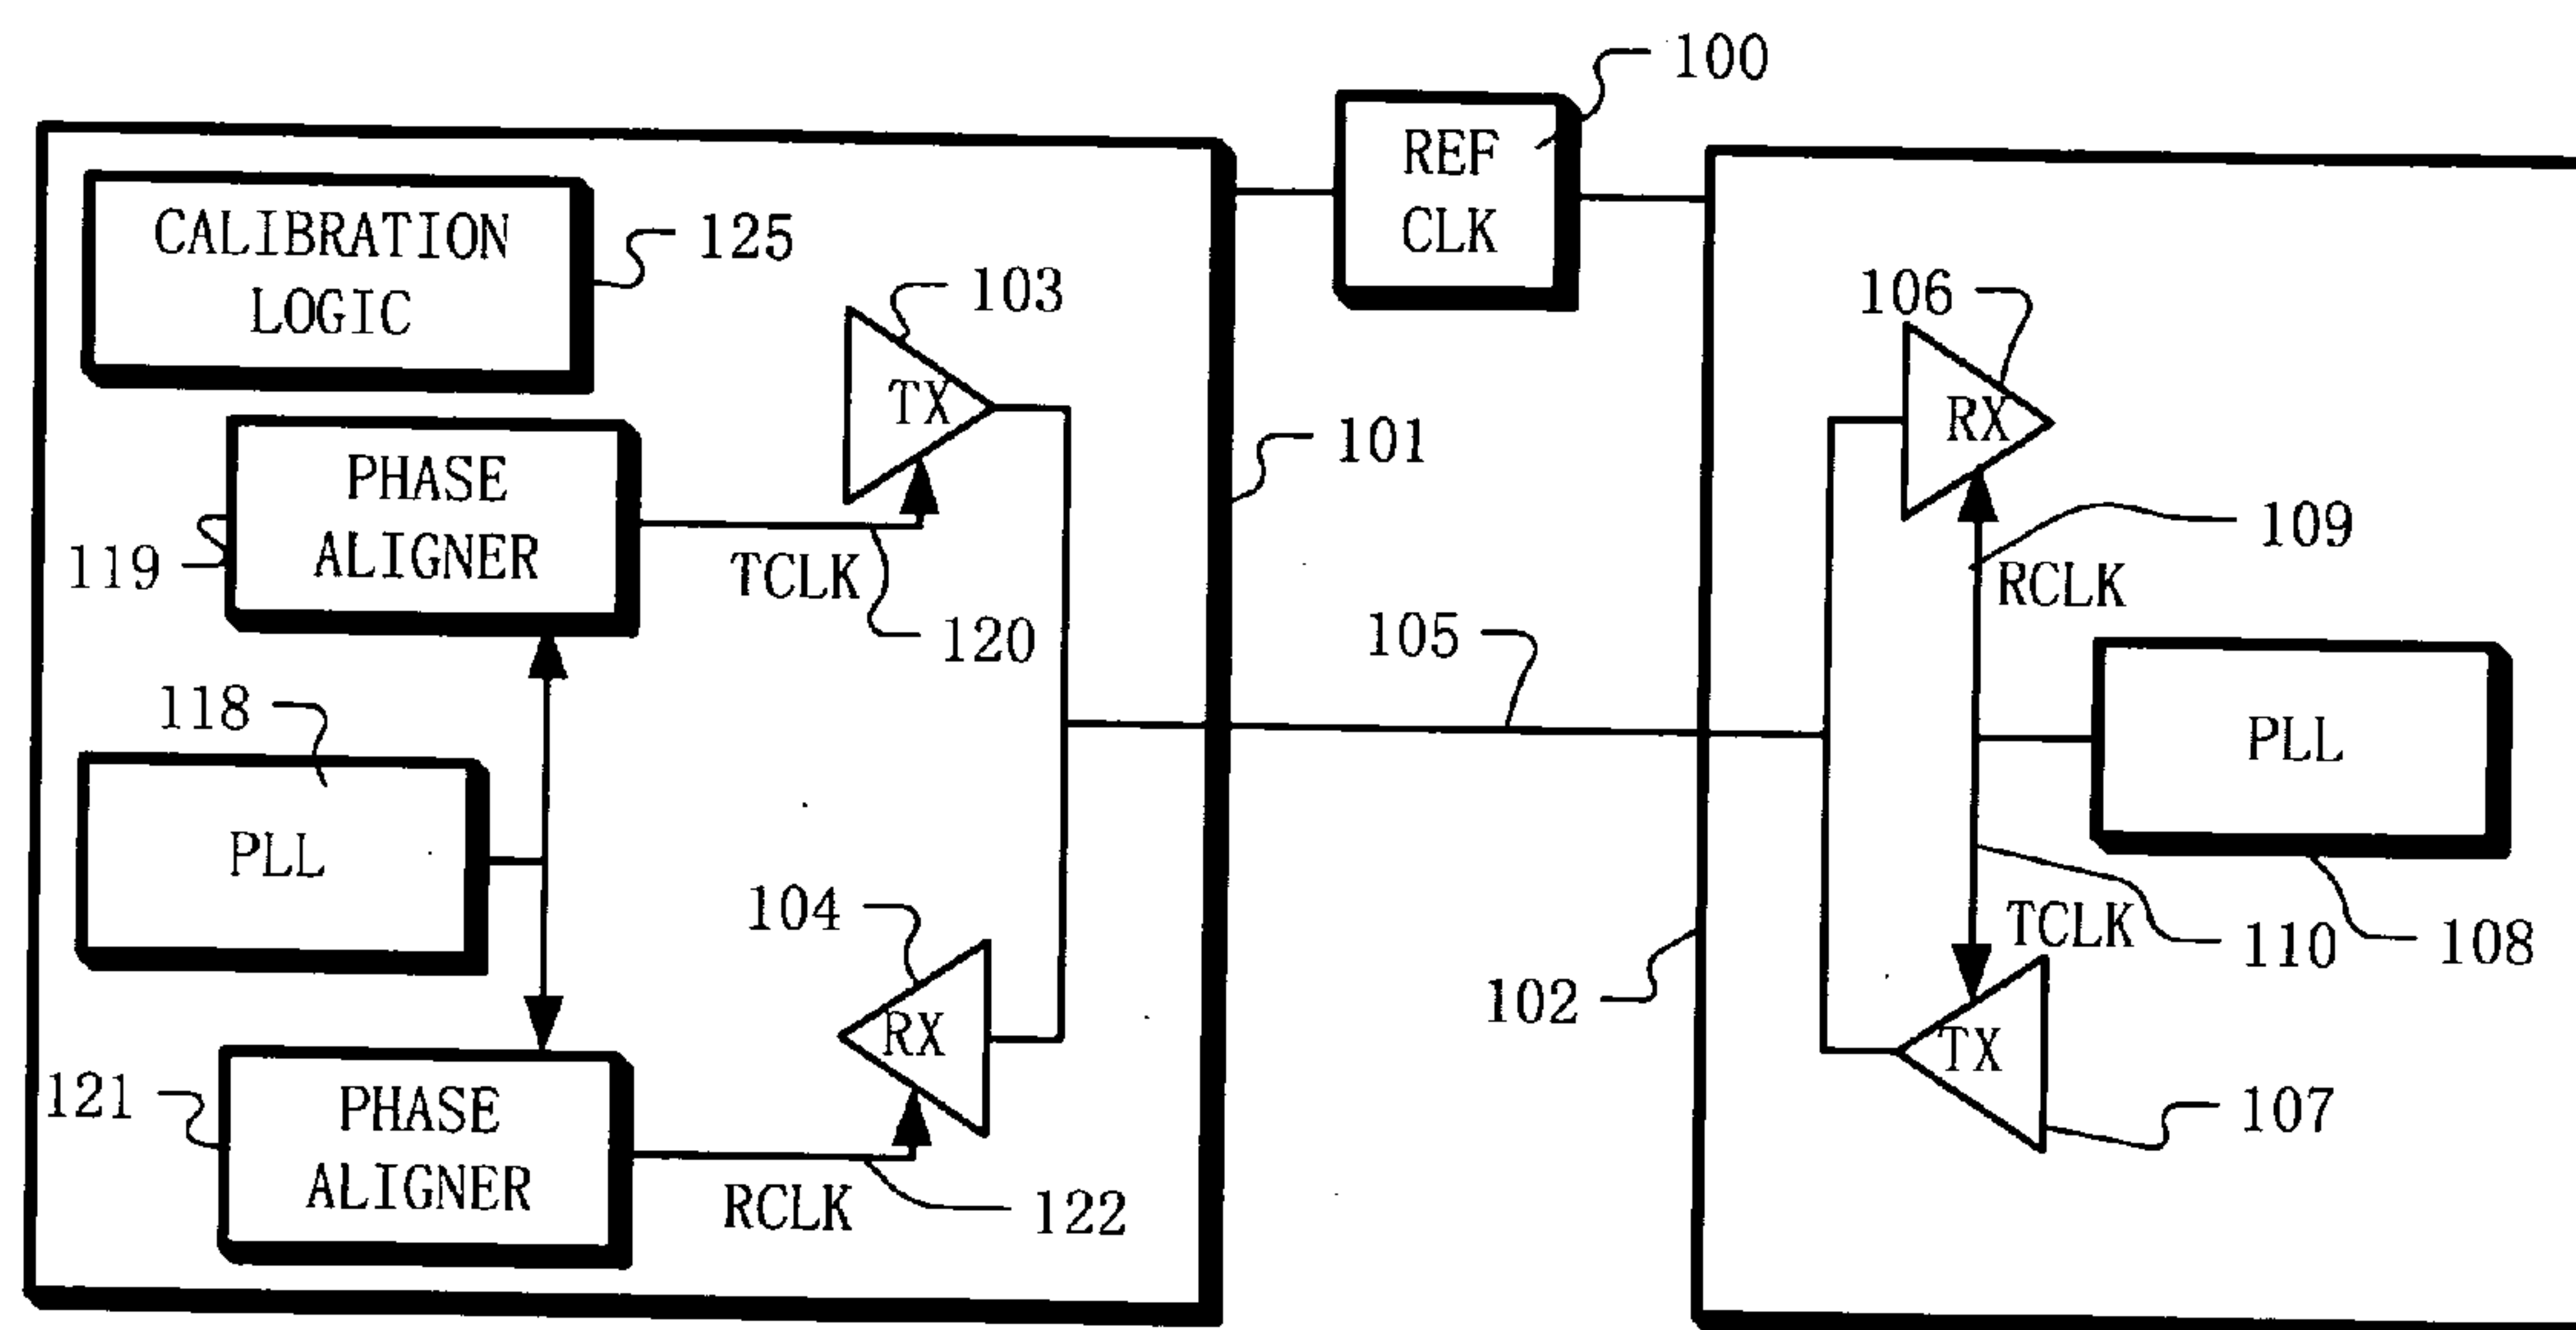 100
REF
CLK
CALIBRATION
LOGIC
125
103
TX
106
RX
101
PHASE
ALIGNER
119
TCLK
120
109
RCLK
105
118
PLL
PLL
104
RX
TCLK
110
108
102
TX
107
121
PHASE
ALIGNER
RCLK
122